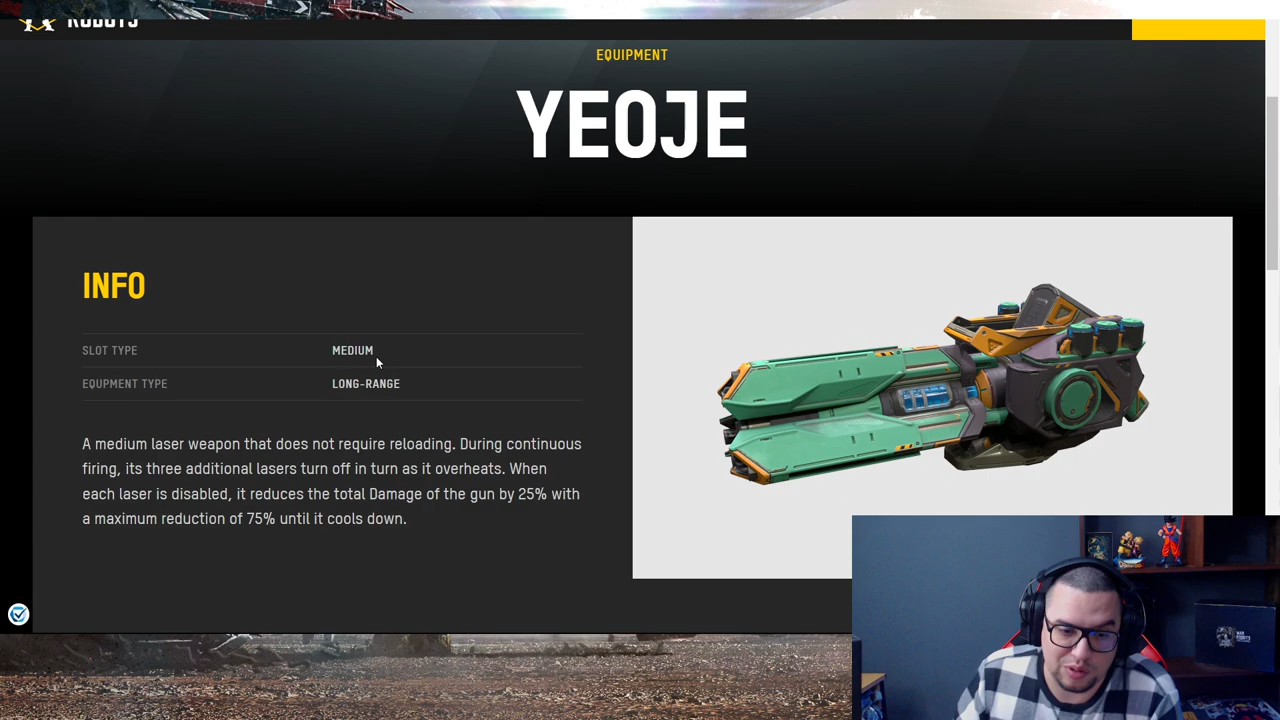 ROBOTS
EQUIPMENT
YEOJE
INFO
SLOT TYPE MEDIUM
EQUPMENT TYPE LONG-RANGE
A medium laser weapon that does not require reloading. During continuous
firing, its three additional lasers turn off in turn as it overheats. When
each laser is disabled, it reduces the total Damage of the gun by 25% with
a maximum reduction of 75% until it cools down.